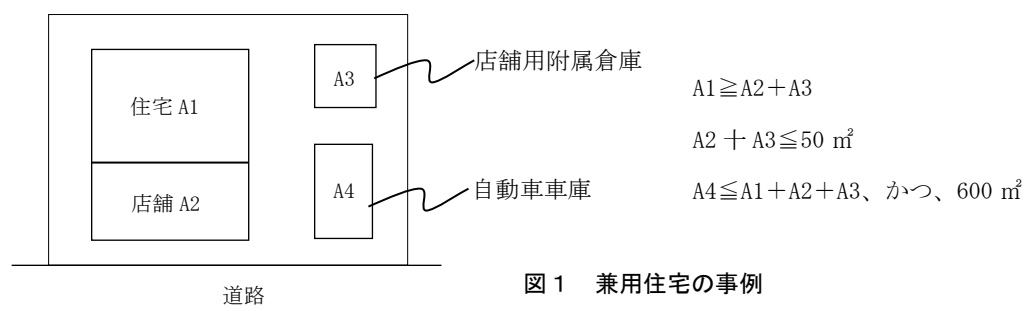 A3
店舗用附属倉庫
A1≧A2+A3
住宅 A1
A2+A3≦50 ㎡
A4
自動車車庫
A4≦A1+A2+A3、かつ、600 ㎡
店舗 A2
図1 兼用住宅の事例
道路